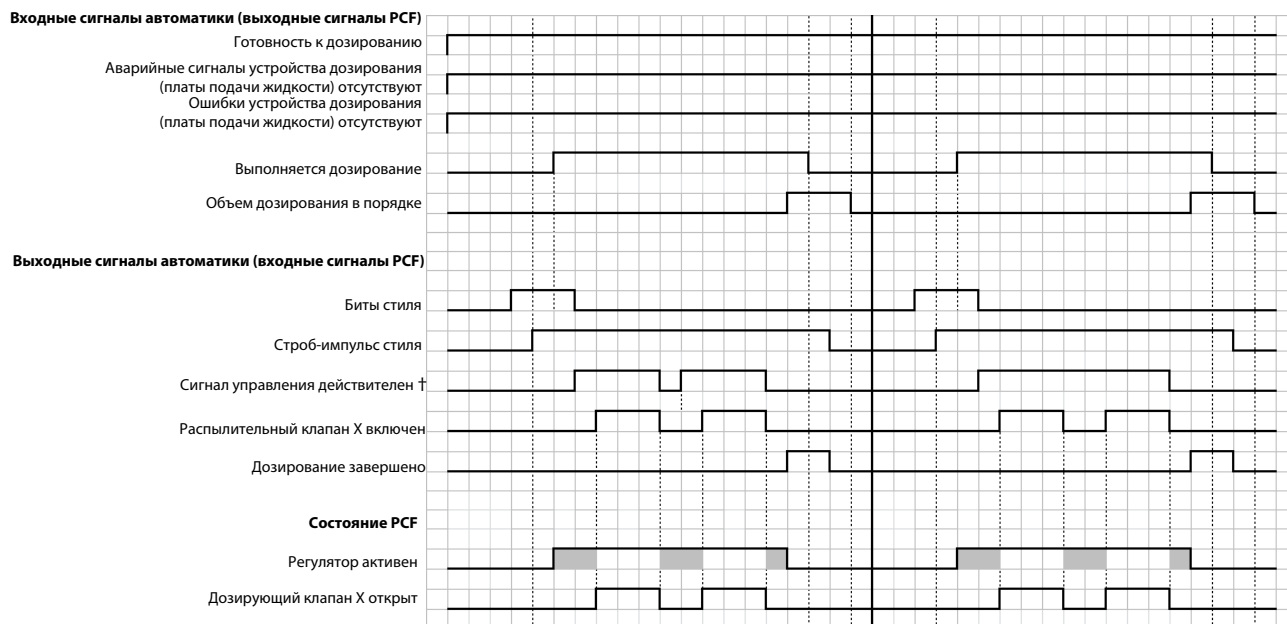 Входные сигналы автоматики (выходные сигналы PCF)
Готовность к дозированию
Аварийные сигналы устройства дозирования
(платы подачи жидкости) отсутствуют
Ошибки устройства дозирования
(платы подачи жидкости) отсутствуют
Выполняется дозирование
Объем дозирования в порядке
Выходные сигналы автоматики (входные сигналы PCF)
Биты стиля
Строб-импульс стиля
Сигнал управления действителен †
Распылительный клапан X включен
Дозирование завершено
Состояние PCF
Регулятор активен
Дозирующий клапан X открыт